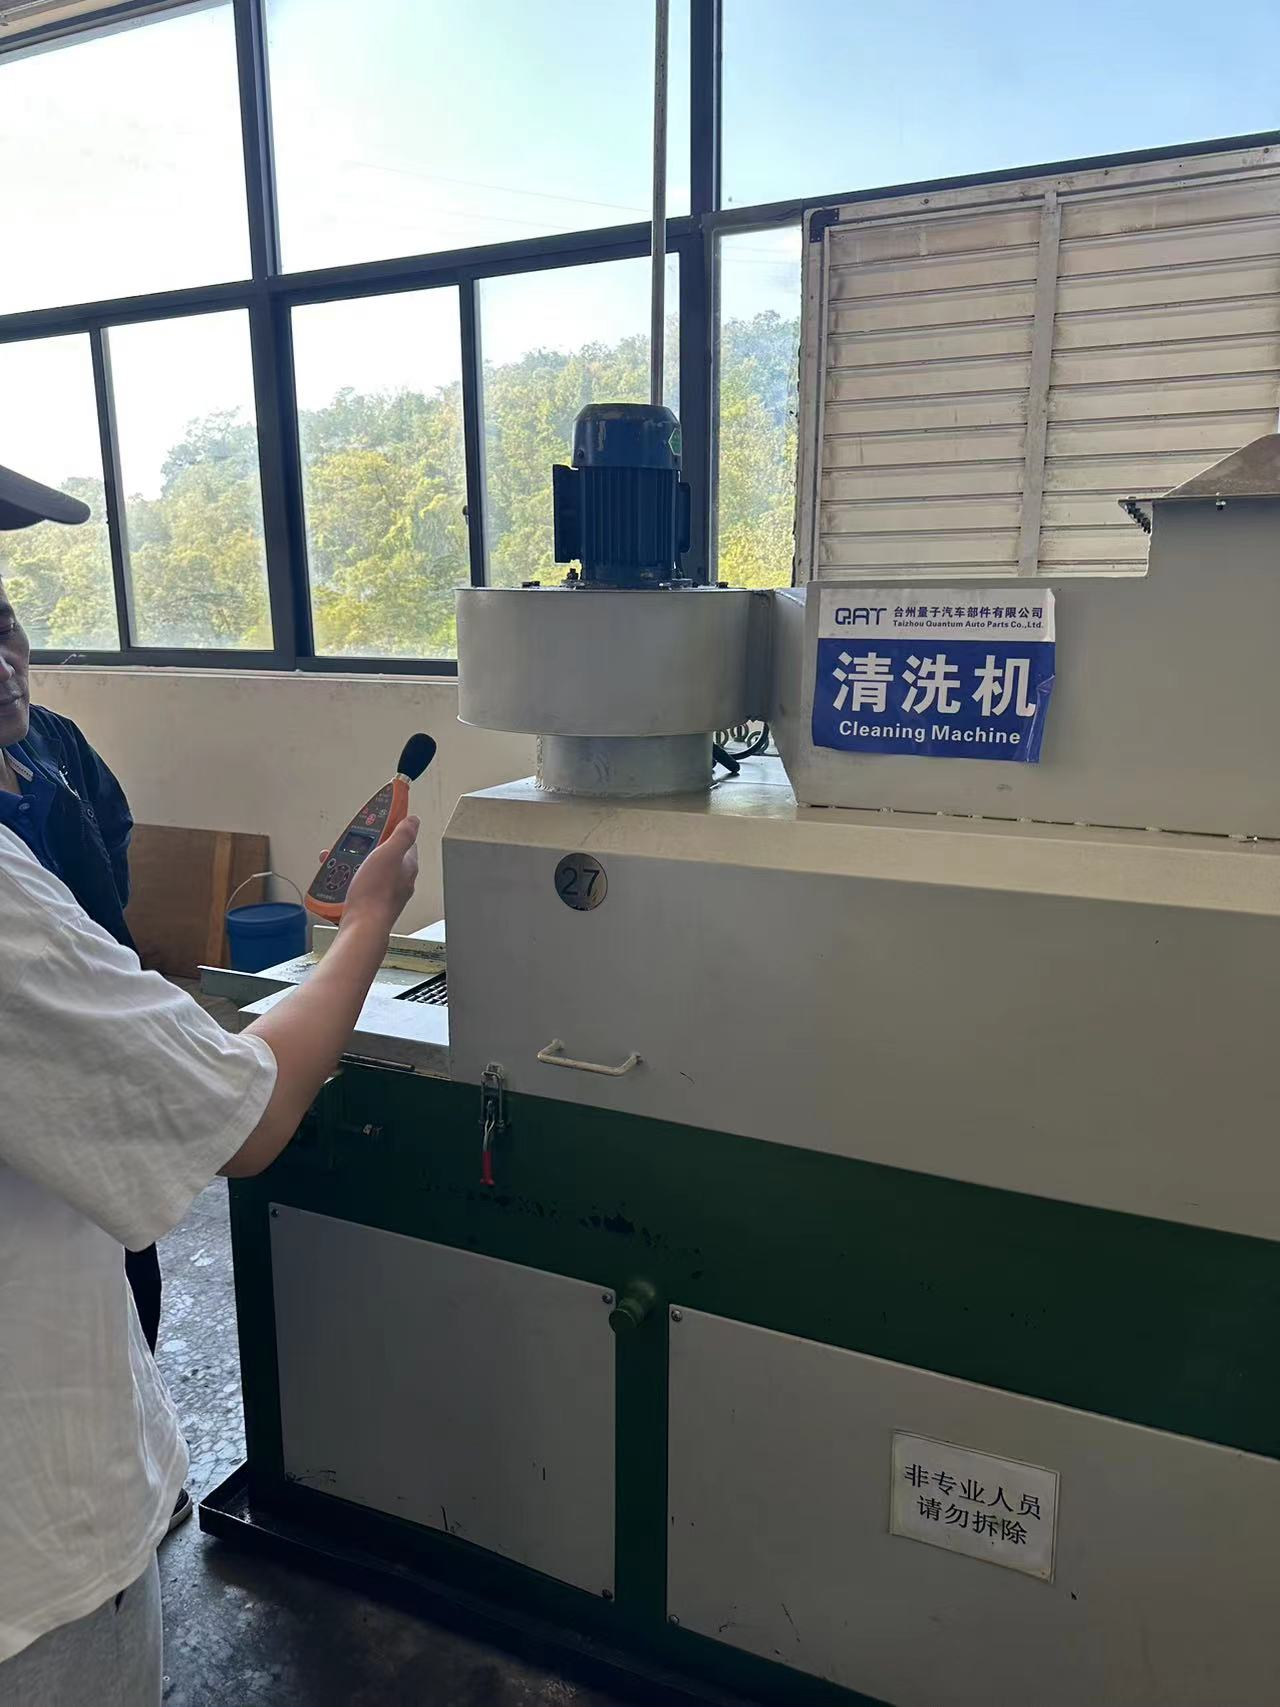 QAT 台州量子汽车部件有限公司
Taizhou Quantum Auto Parts Co.,Ltd.
清洗机
Cleaning Machine
27
非专业人员
请勿拆除